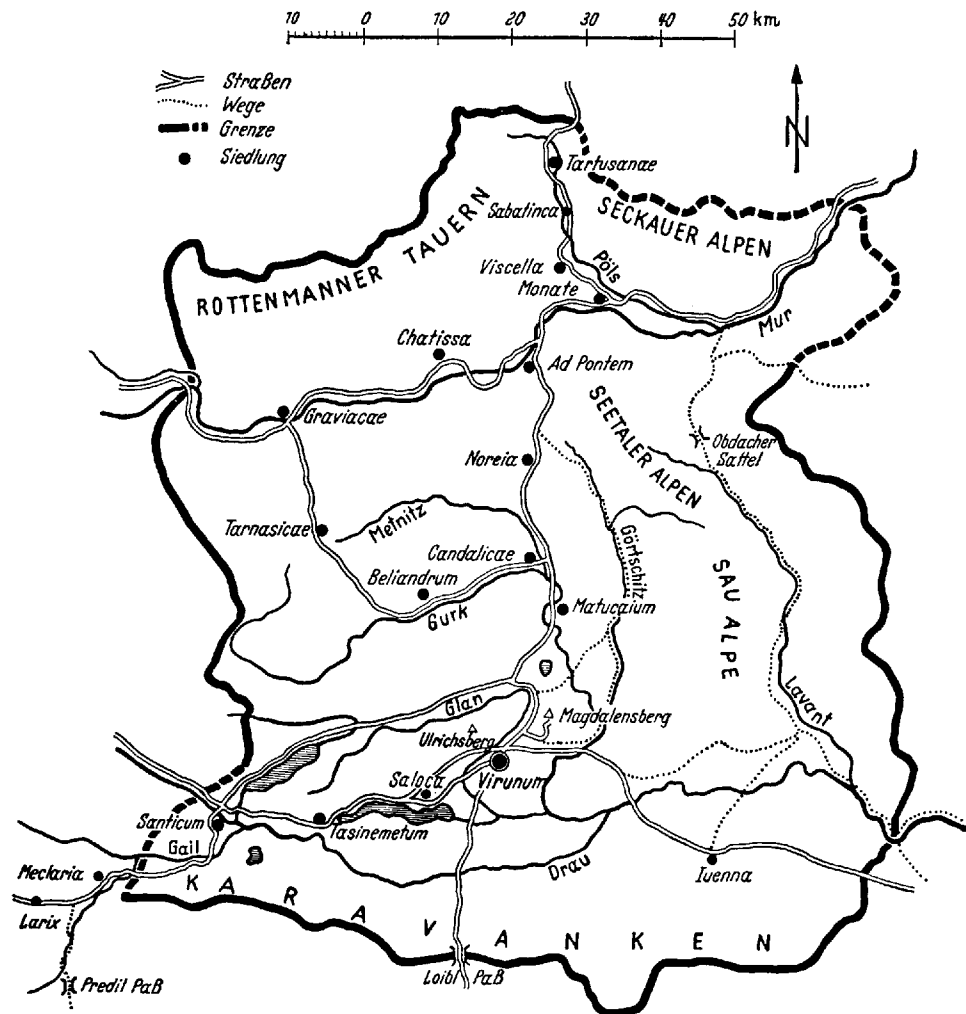 10 0 10 20 30 40 50 km
Straßen
Wege
Grenze
Siedlung
N
Tartusanae
Sabatinca
SECKAUER ALPEN
ROTTENMANNER TAUERN
Viscella
Pöls
Monate
Mur
Chatissa
Ad Pontem
Graviacae
SEETALER ALPEN
Obdacher
Sattel
Noreia
Metnitz
Tarnasicae
Görtschitz
Candalicae
Beliandrum
SAU ALPE
Matucaium
Gurk
Lavant
Glan
Magdalensberg
Ulrichsberg
Virunum
Saloca
Santicum
Tasinemetum
Gail
Drau
Iuenna
Meclaria
KARAVANKEN
Larix
Loibl Paß
Predil Paß